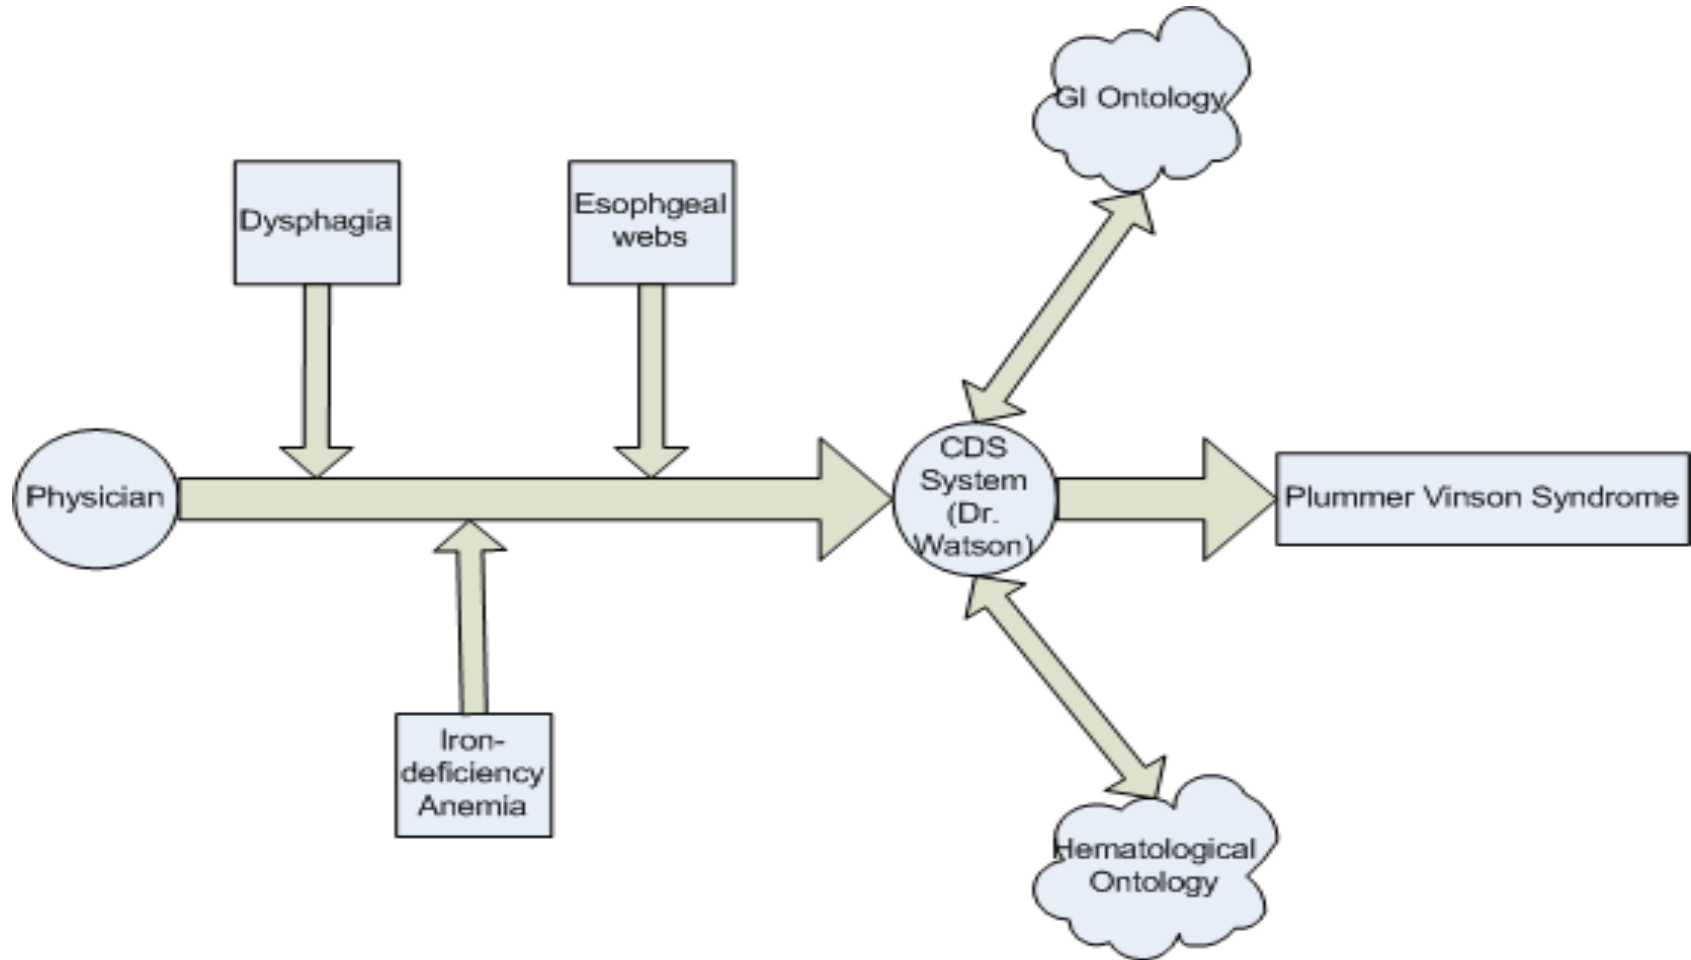 GI Ontology
Dysphagia
Esophgeal
webs
Physician
CDS
System
(Dr.
Watson)
Plummer Vinson Syndrome
Iron-
deficiency
Anemia
Hematological
Ontology